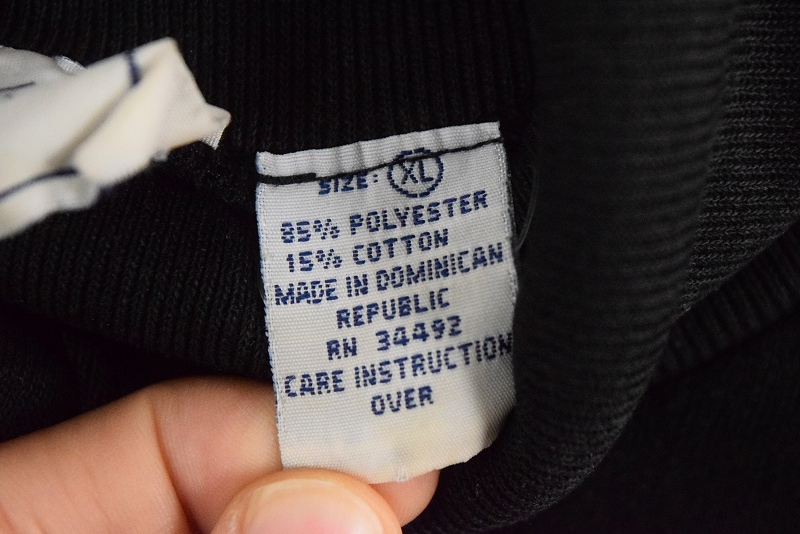 SIZE: XL
85% POLYESTER
15% COTTON
MADE IN DOMINICAN
REPUBLIC
RN 34492
CARE INSTRUCTION
OVER